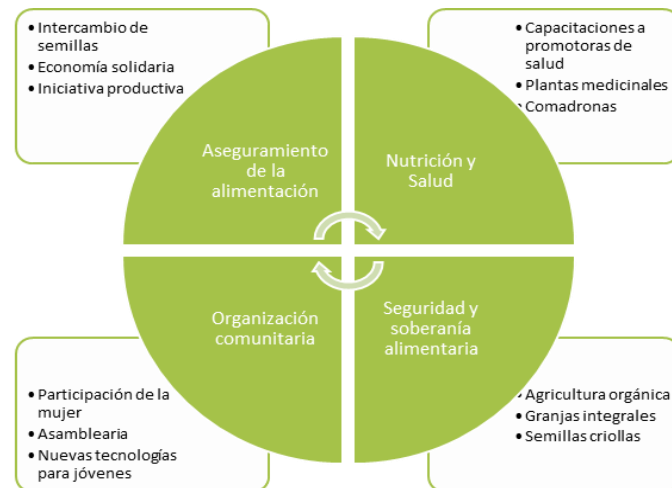 • Intercambio de
semillas
• Economía solidaria
• Iniciativa productiva
• Capacitaciones a
promotoras de
salud
• Plantas medicinales
• Comadronas
Aseguramiento
de la
alimentación
Nutrición y
Salud
Organización
comunitaria
Seguridad y
soberanía
alimentaria
• Participación de la
mujer
• Asamblearia
• Nuevas tecnologías
para jóvenes
• Agricultura orgánica
• Granjas integrales
• Semillas criollas